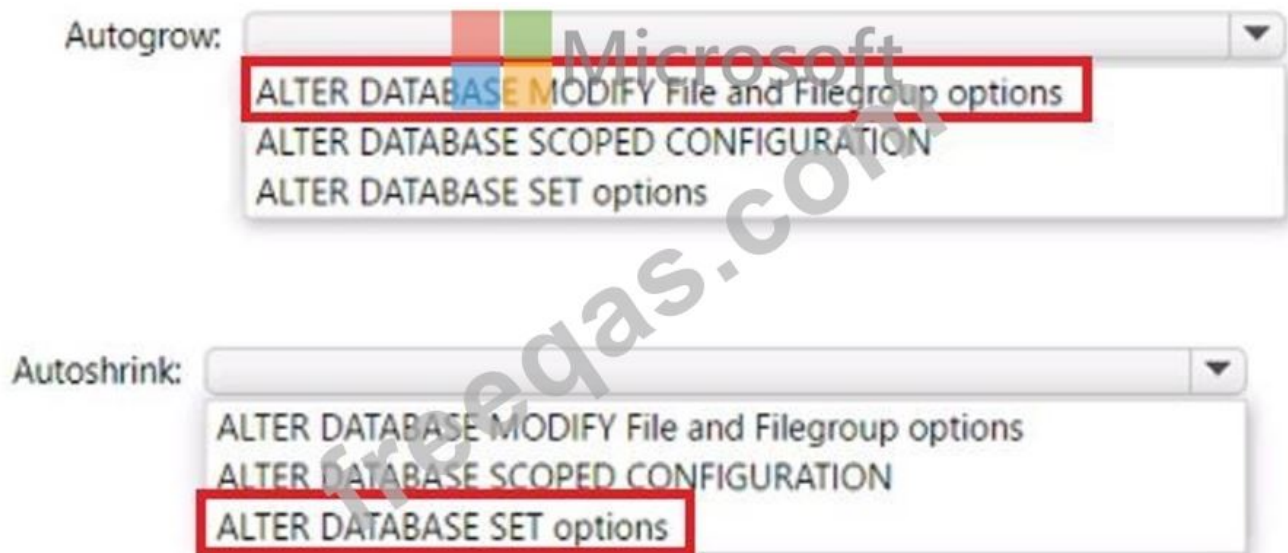 Autogrow:
Microsoft
ALTER DATABASE MODIFY File and Filegroup options
ALTER DATABASE SCOPED CONFIGURATION
ALTER DATABASE SET options
freeqas.com
Autoshrink:
ALTER DATABASE MODIFY File and Filegroup options
ALTER DATABASE SCOPED CONFIGURATION
ALTER DATABASE SET options